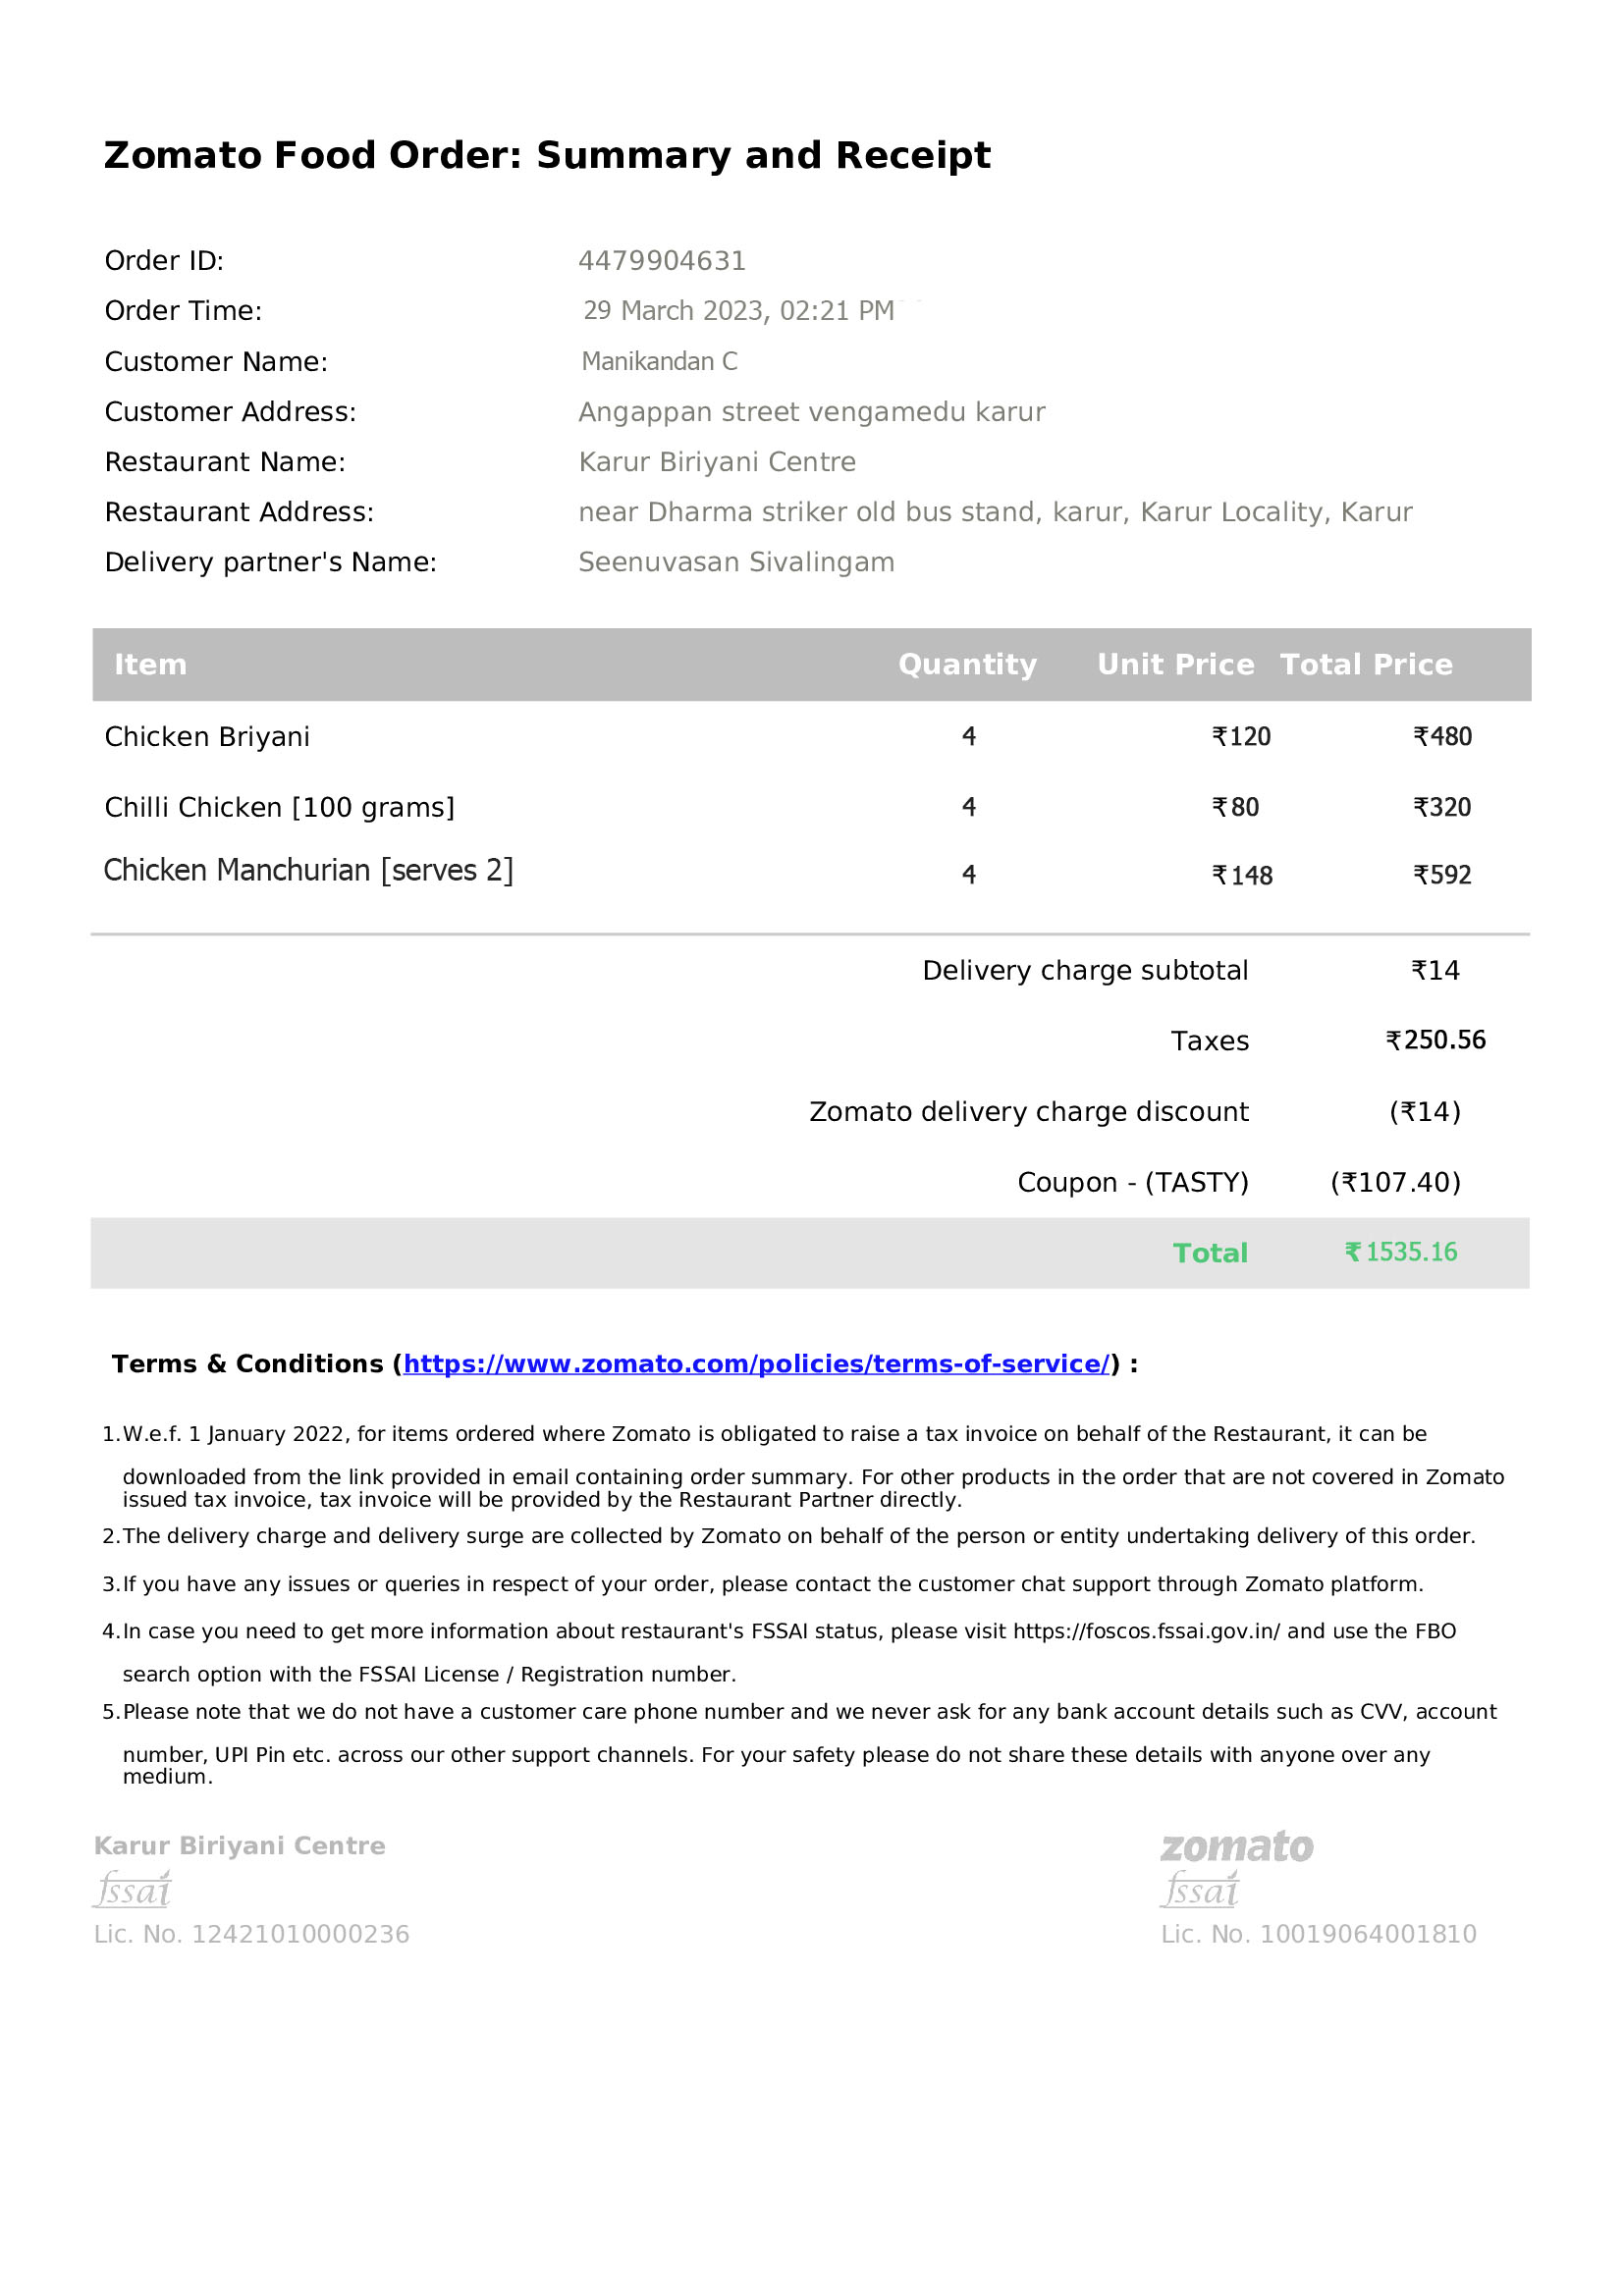 Zomato Food Order: Summary and Receipt
Order ID: 4479904631
Order Time: 29 March 2023, 02:21 PM
Customer Name: Manikandan C
Customer Address: Angappan street vengamedu karur
Restaurant Name: Karur Biriyani Centre
Restaurant Address: near Dharma striker old bus stand, karur, Karur Locality, Karur
Delivery partner's Name: Seenuvasan Sivalingam
Item Quantity Unit Price Total Price
Chicken Briyani 4 ₹120 ₹480
Chilli Chicken [100 grams] 4 ₹80 ₹320
Chicken Manchurian [serves 2] 4 ₹148 ₹592
Delivery charge subtotal ₹14
Taxes ₹250.56
Zomato delivery charge discount (₹14)
Coupon - (TASTY) (₹107.40)
Total ₹1535.16
Terms & Conditions (https://www.zomato.com/policies/terms-of-service/) :
1.W.e.f. 1 January 2022, for items ordered where Zomato is obligated to raise a tax invoice on behalf of the Restaurant, it can be
downloaded from the link provided in email containing order summary. For other products in the order that are not covered in Zomato
issued tax invoice, tax invoice will be provided by the Restaurant Partner directly.
2.The delivery charge and delivery surge are collected by Zomato on behalf of the person or entity undertaking delivery of this order.
3.If you have any issues or queries in respect of your order, please contact the customer chat support through Zomato platform.
4.In case you need to get more information about restaurant's FSSAI status, please visit https://foscos.fssai.gov.in/ and use the FBO
search option with the FSSAI License / Registration number.
5.Please note that we do not have a customer care phone number and we never ask for any bank account details such as CVV, account
number, UPI Pin etc. across our other support channels. For your safety please do not share these details with anyone over any
medium.
Karur Biriyani Centre
fssai
Lic. No. 12421010000236
zomato
fssai
Lic. No. 10019064001810